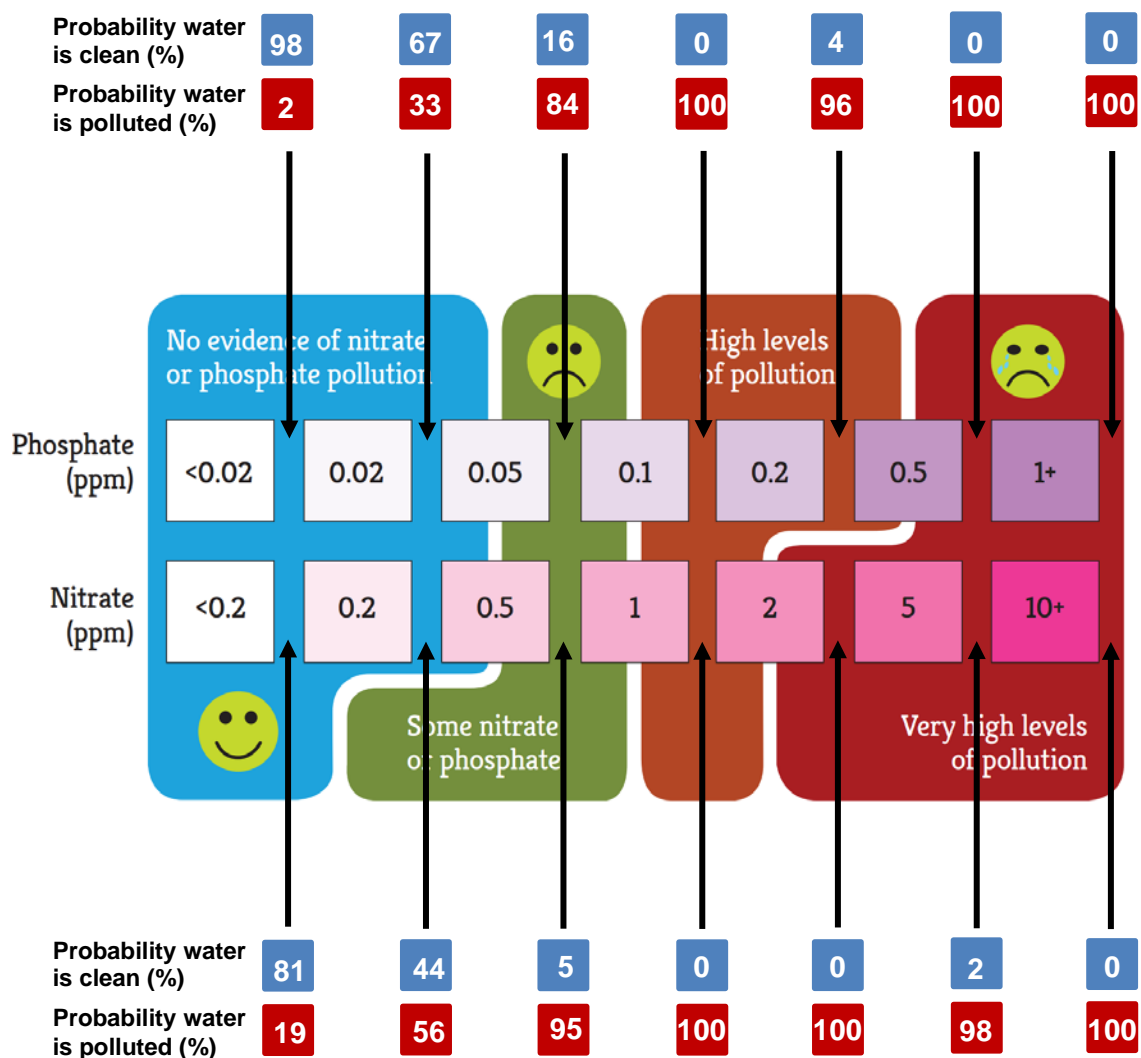 Probability water
is clean (%)
98 67 16 0 4 0 0
Probability water
is polluted (%)
2 33 84 100 96 100 100
No evidence of nitrate
or phosphate pollution
High levels
of pollution
Phosphate
(ppm)
<0.02 0.02 0.05 0.1 0.2 0.5 1+
Nitrate
(ppm)
<0.2 0.2 0.5 1 2 5 10+
Some nitrate
or phosphate
Very high levels
of pollution
Probability water
is clean (%)
81 44 5 0 0 2 0
Probability water
is polluted (%)
19 56 95 100 100 98 100